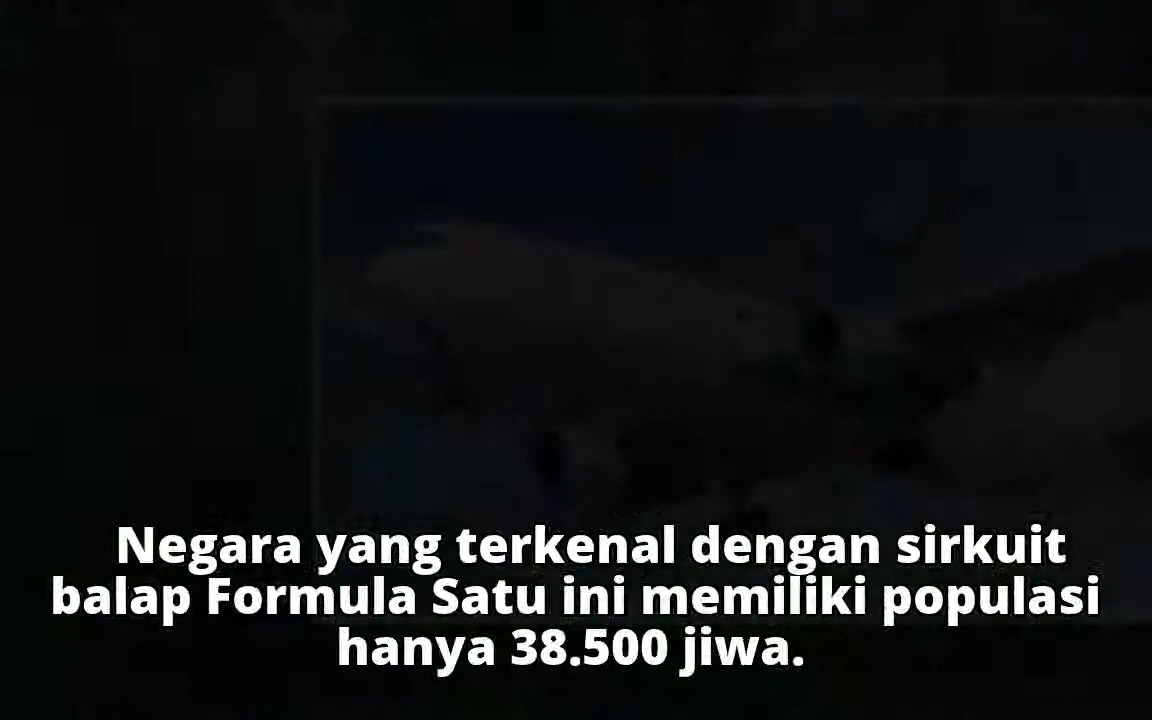 Negara yang terkenal dengan sirkuit
balap Formula Satu ini memiliki populasi
hanya 38.500 jiwa.